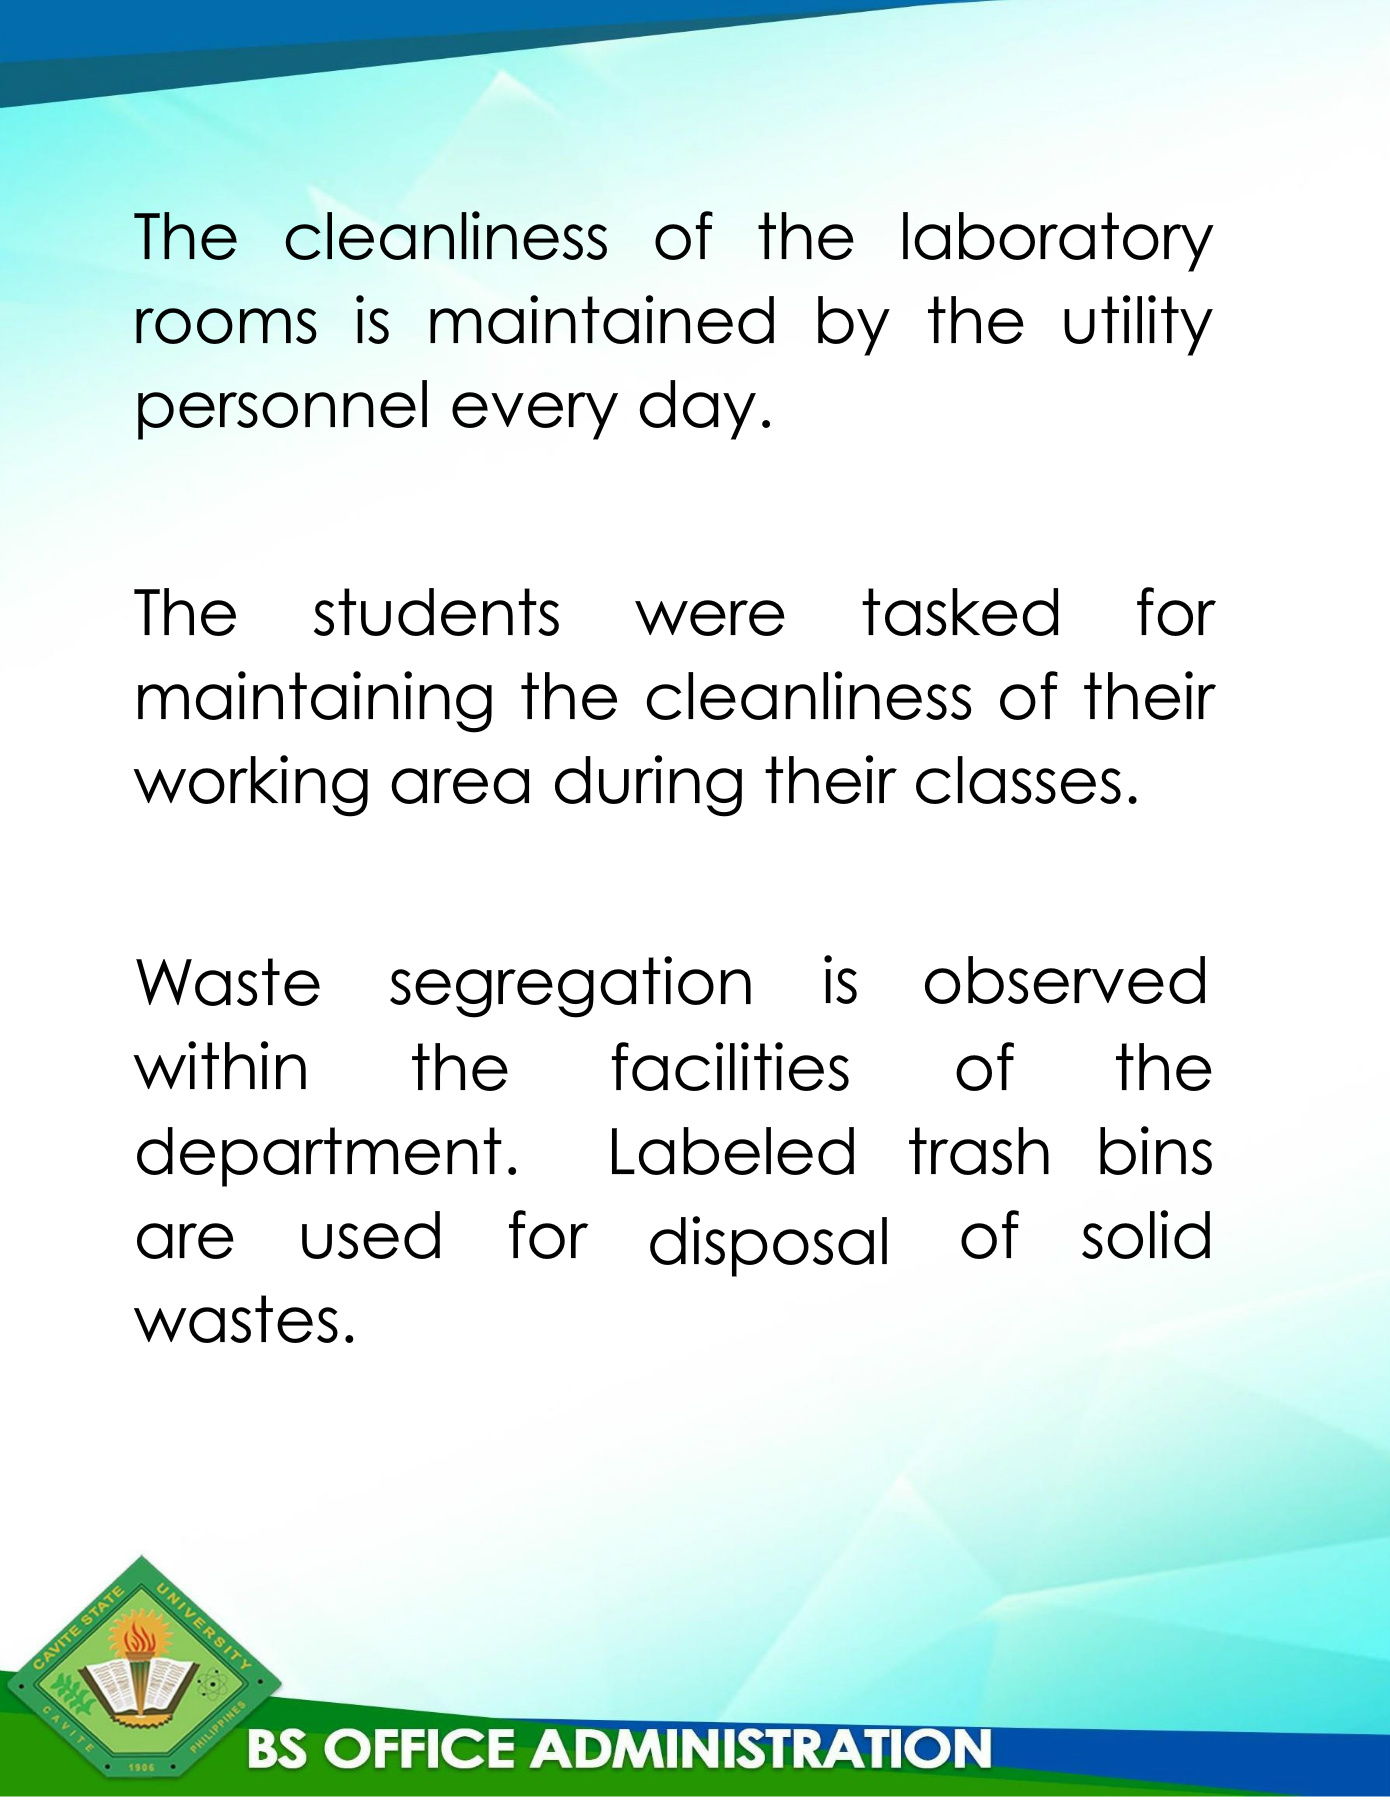 The cleanliness of the laboratory
rooms is maintained by the utility
personnel every day.
The students were tasked for
maintaining the cleanliness of their
working area during their classes.
Waste segregation is observed
within the facilities of the
department. Labeled trash bins
are used for disposal of solid
wastes.
CAVITE STATE UNIVERSITY
CAVITE PHILIPPINES
1906
BS OFFICE ADMINISTRATION